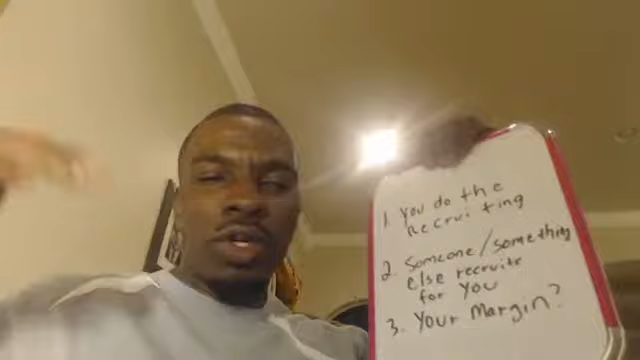 1. You do the
Recruiting
2. Someone/something
else recruits
for you
3. Your Margin?